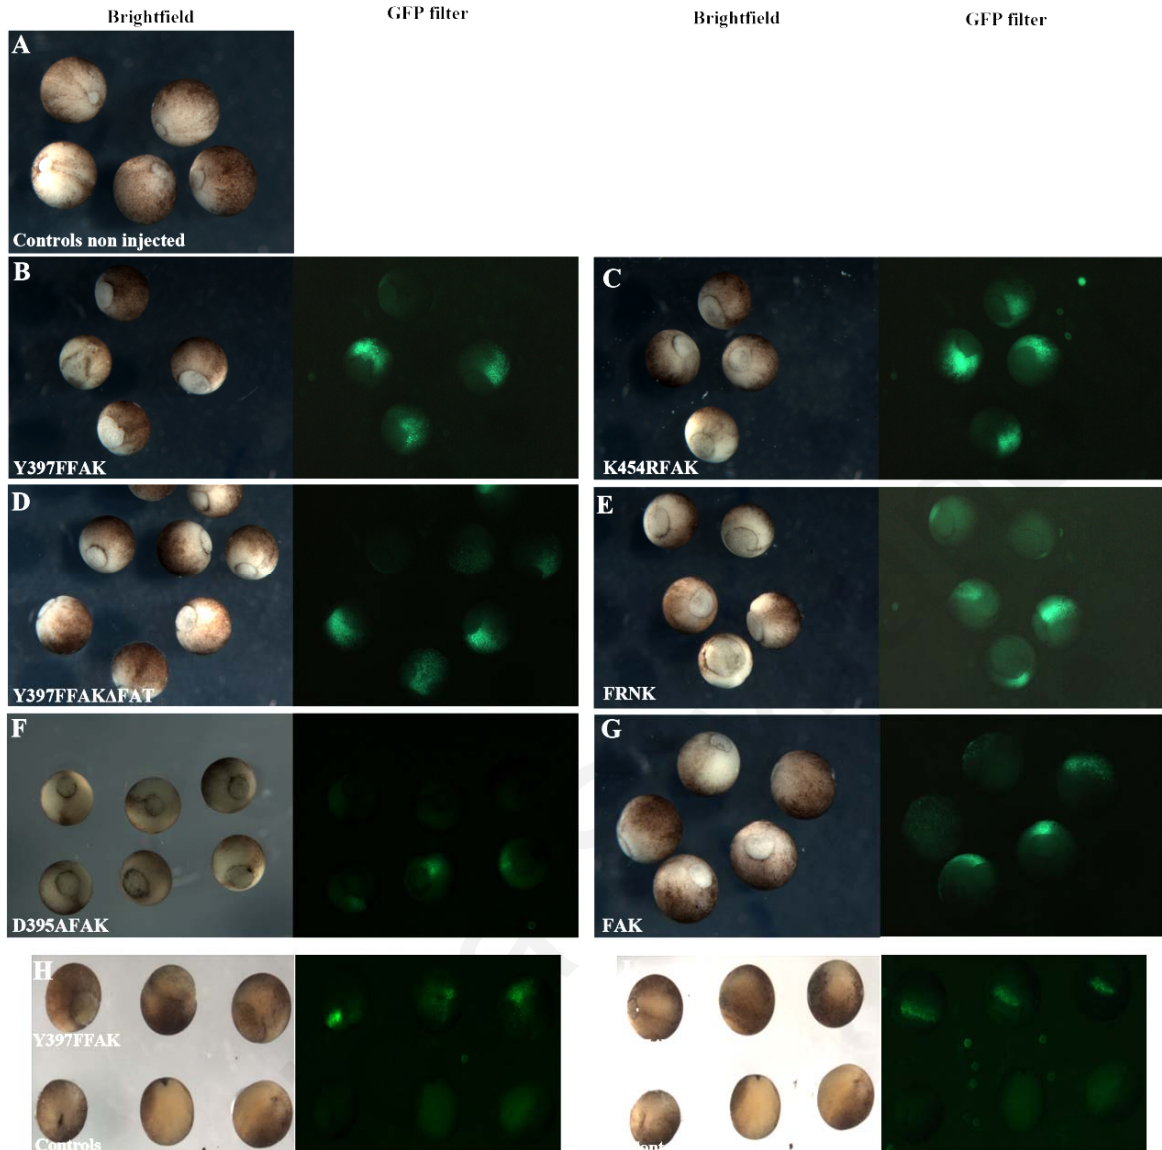 Brightfield
GFP filter
Brightfield
GFP filter
A
Controls non injected
B
Y397FFAK
C
K454RFAK
D
Y397FFAKΔFAT
E
FRNK
F
D395AFAK
G
FAK
H
Y397FFAK
Controls